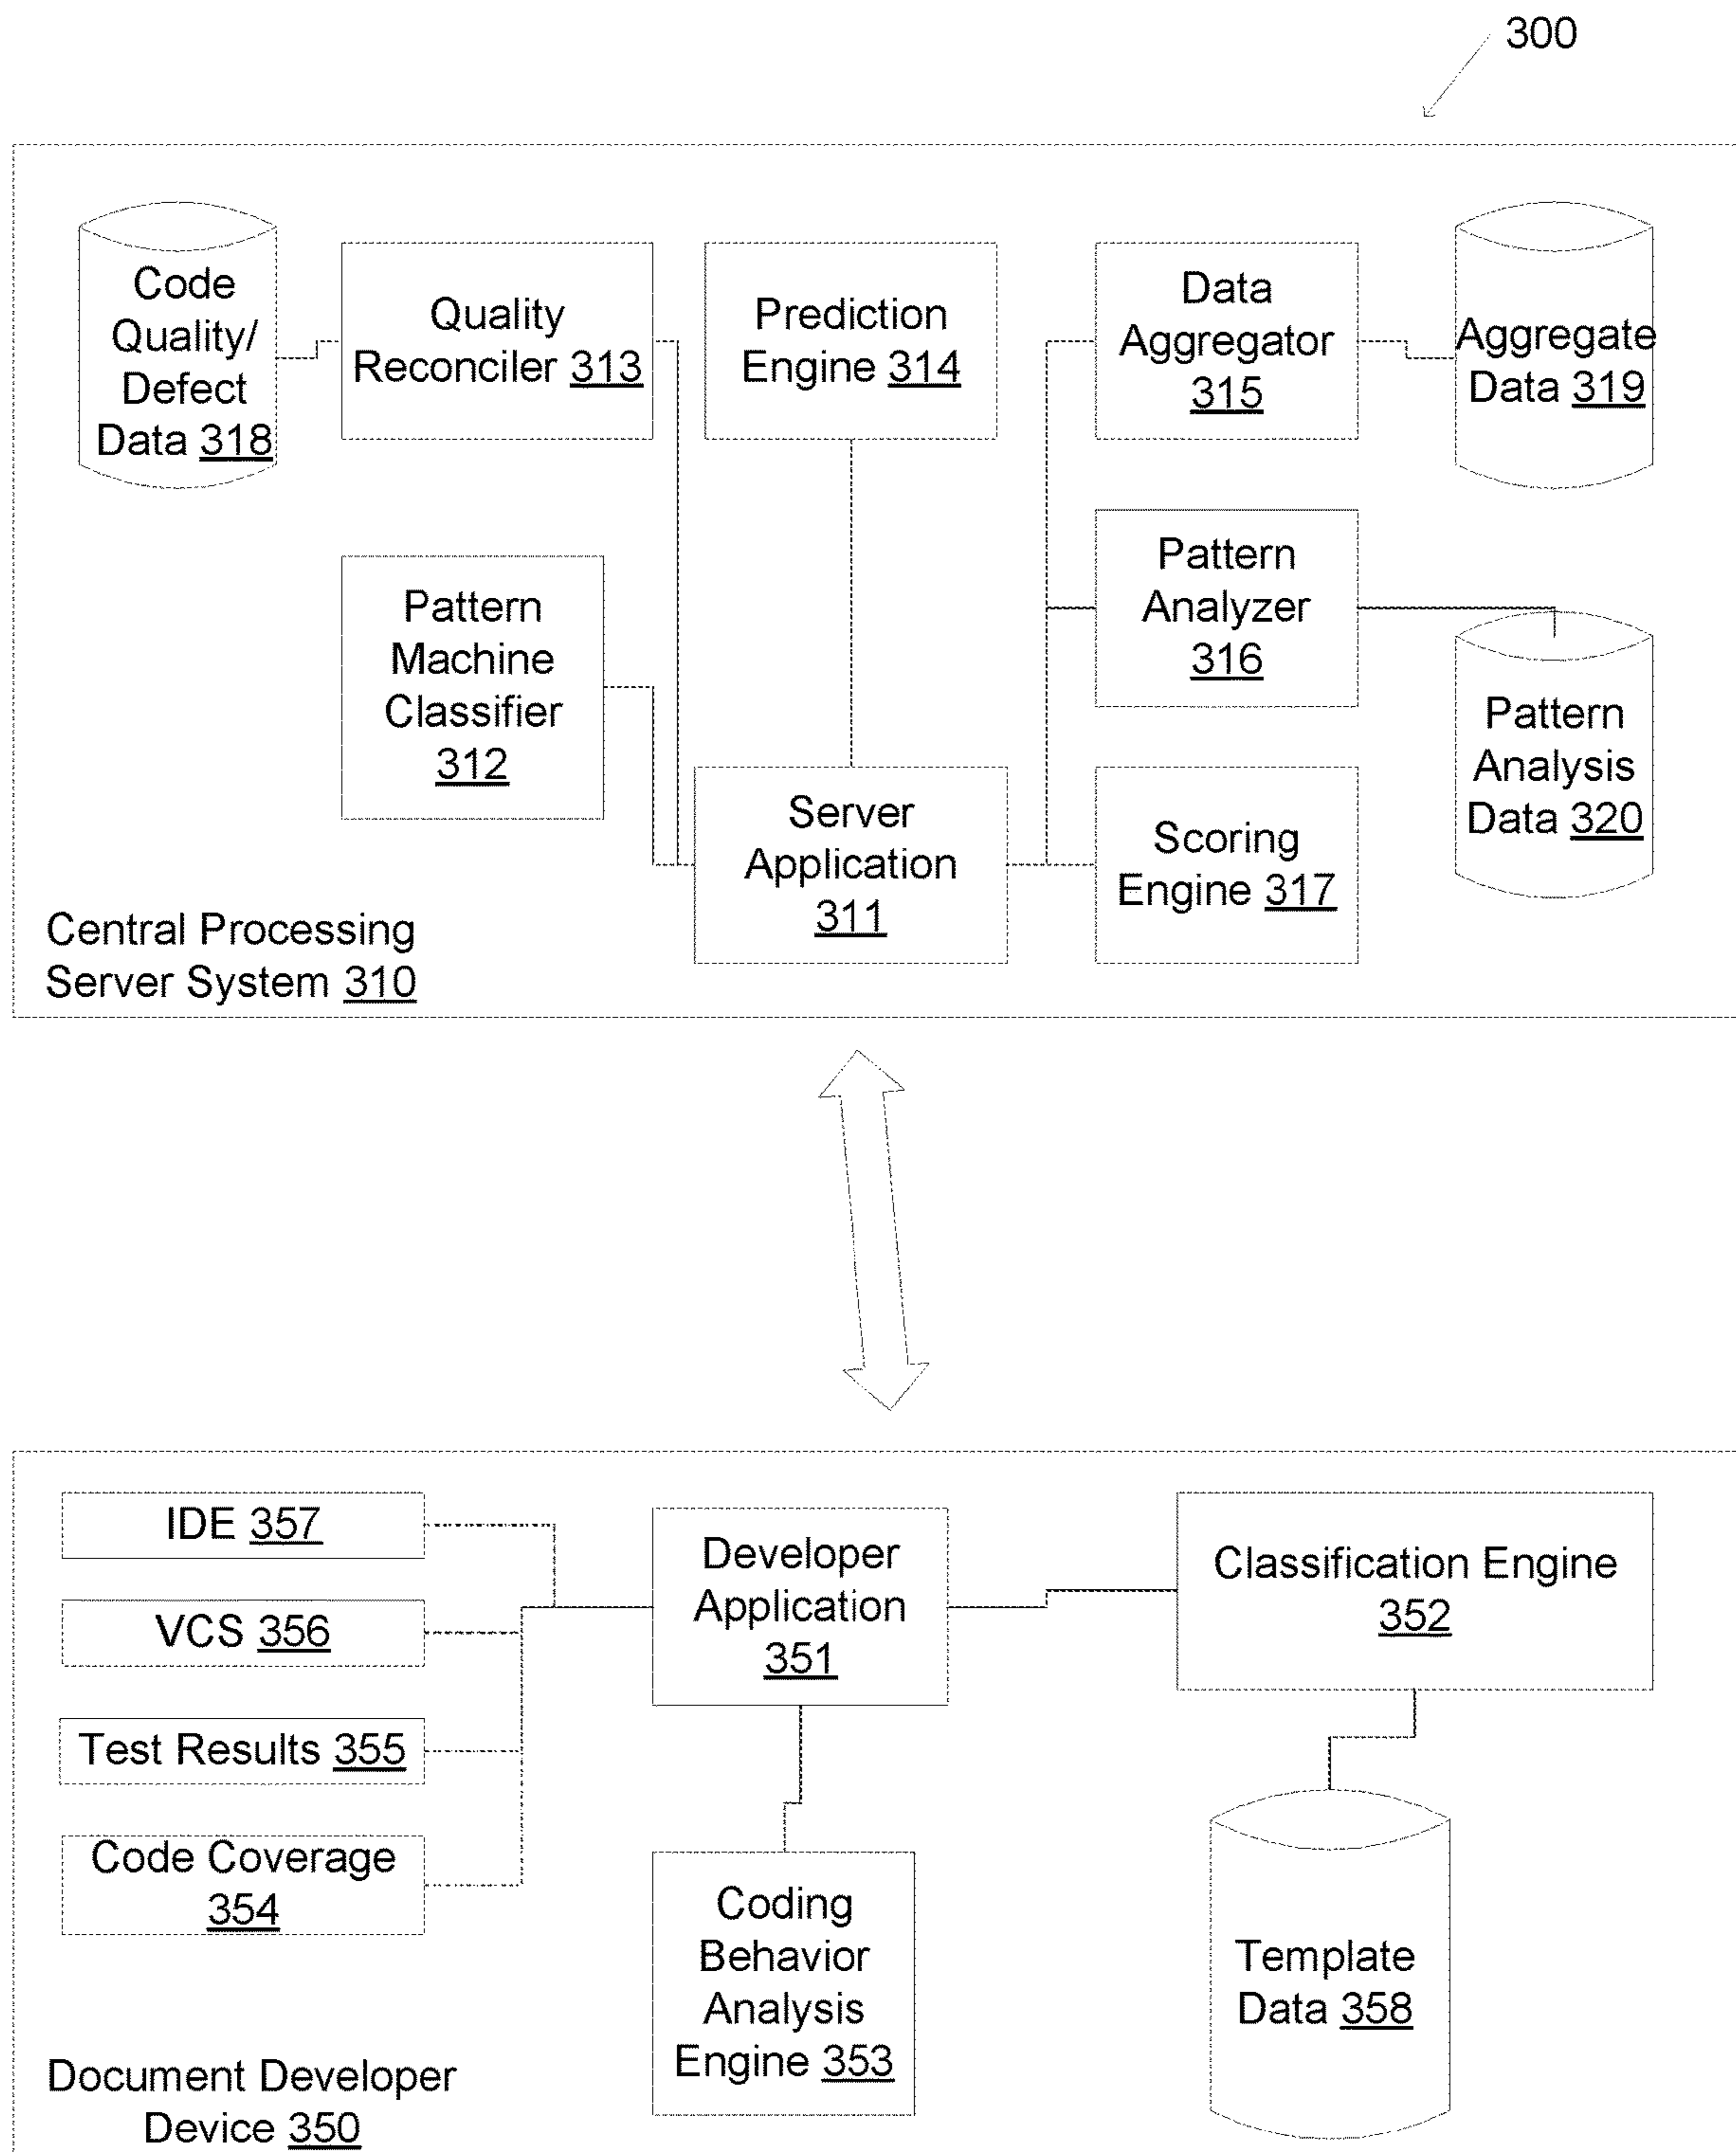 300
Code
Quality/
Defect
Data 318
Quality
Reconciler 313
Prediction
Engine 314
Data
Aggregator
315
Aggregate
Data 319
Pattern
Machine
Classifier
312
Pattern
Analyzer
316
Pattern
Analysis
Data 320
Server
Application
311
Scoring
Engine 317
Central Processing
Server System 310
IDE 357
VCS 356
Test Results 355
Code Coverage
354
Developer
Application
351
Classification Engine
352
Coding
Behavior
Analysis
Engine 353
Template
Data 358
Document Developer
Device 350